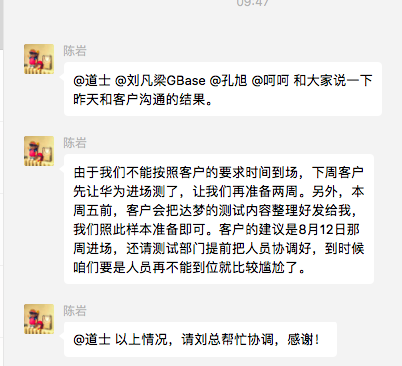 09:47
陈岩
@道士 @刘凡梁GBase @孔旭 @呵呵 和大家说一下
昨天和客户沟通的结果。
陈岩
由于我们不能按照客户的要求时间到场，下周客户
先让华为进场测了，让我们再准备两周。另外，本
周五前，客户会把达梦的测试内容整理好发给我，
我们照此样本准备即可。客户的建议是8月12日那
周进场，还请测试部门提前把人员协调好，到时候
咱们要是人员再不能到位就比较尴尬了。
陈岩
@道士 以上情况，请刘总帮忙协调，感谢！